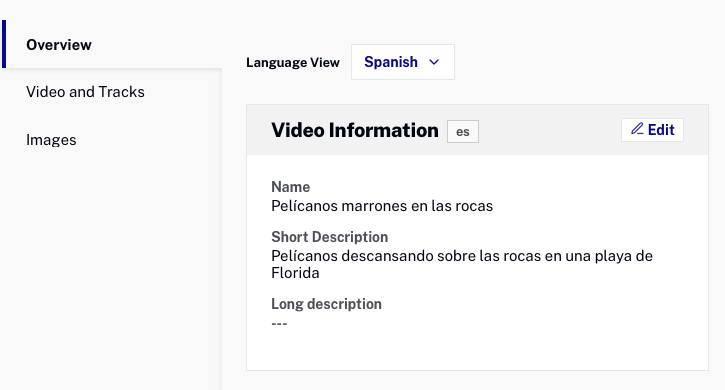 Overview
Video and Tracks
Images
Language View Spanish
Video Information es Edit
Name
Pelícanos marrones en las rocas
Short Description
Pelícanos descansando sobre las rocas en una playa de
Florida
Long description
---